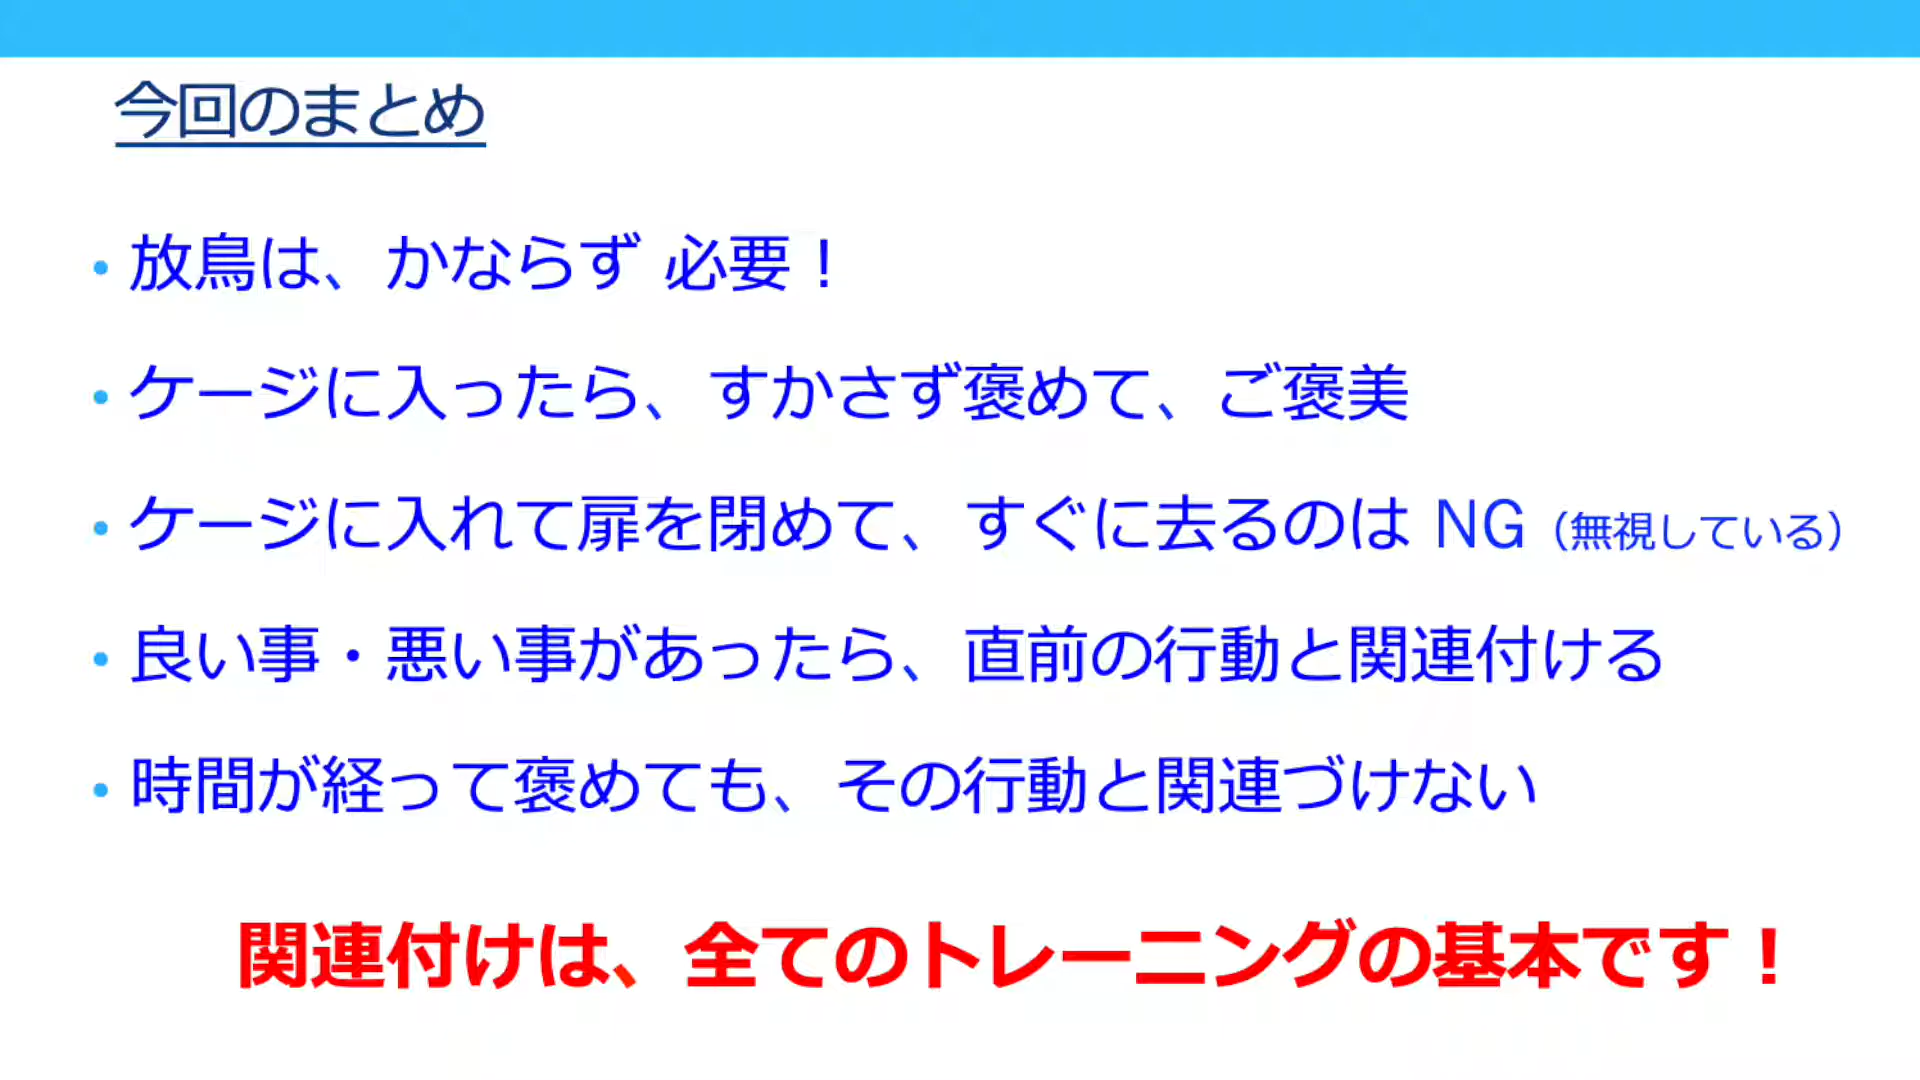 今回のまとめ
・放鳥は、かならず 必要！
・ケージに入ったら、すかさず褒めて、ご褒美
・ケージに入れて扉を閉めて、すぐに去るのは NG（無視している）
・良い事・悪い事があったら、直前の行動と関連付ける
・時間が経って褒めても、その行動と関連づけない
関連付けは、全てのトレーニングの基本です！